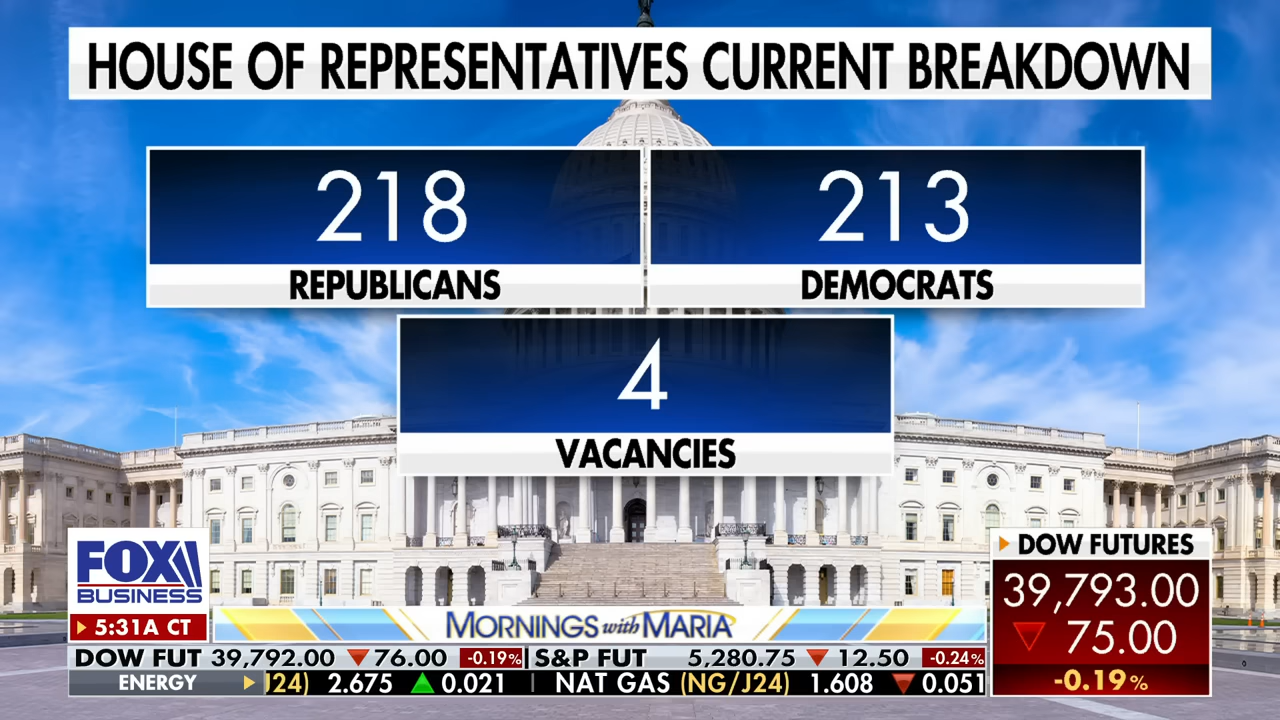 HOUSE OF REPRESENTATIVES CURRENT BREAKDOWN
218
REPUBLICANS
213
DEMOCRATS
4
VACANCIES
FOX
BUSINESS
5:31A CT
MORNINGS with MARIA
DOW FUTURES
39,793.00
75.00
-0.19%
DOW FUT 39,792.00 76.00 -0.19% S&P FUT 5,280.75 12.50 -0.24%
ENERGY J24) 2.675 0.021 NAT GAS (NG/J24) 1.608 0.051